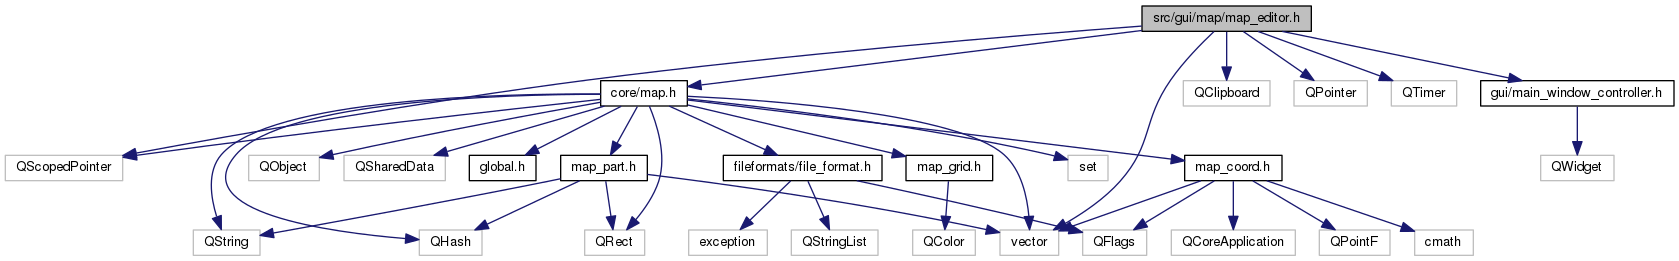 src/gui/map/map_editor.h
core/map.h
QClipboard
QPointer
QTimer
gui/main_window_controller.h
QScopedPointer
QObject
QSharedData
global.h
map_part.h
fileformats/file_format.h
map_grid.h
set
map_coord.h
QWidget
QString
QHash
QRect
exception
QStringList
QColor
vector
QFlags
QCoreApplication
QPointF
cmath